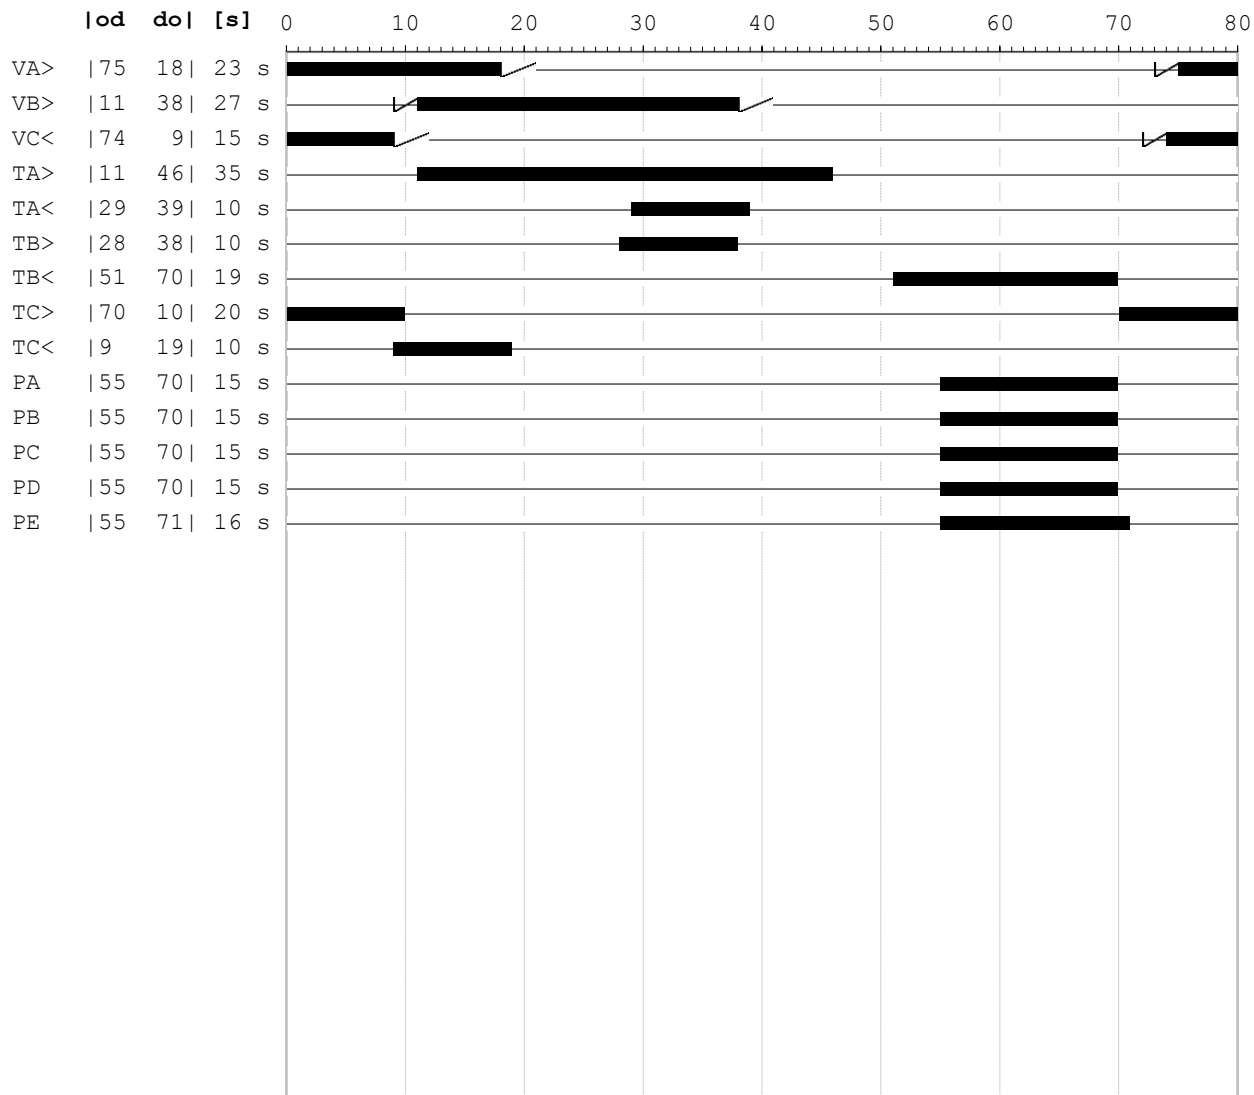 |od do| [s] 0 10 20 30 40 50 60 70 80
VA> |75 18| 23 s
VB> |11 38| 27 s
VC< |74 9| 15 s
TA> |11 46| 35 s
TA< |29 39| 10 s
TB> |28 38| 10 s
TB< |51 70| 19 s
TC> |70 10| 20 s
TC< |9 19| 10 s
PA |55 70| 15 s
PB |55 70| 15 s
PC |55 70| 15 s
PD |55 70| 15 s
PE |55 71| 16 s